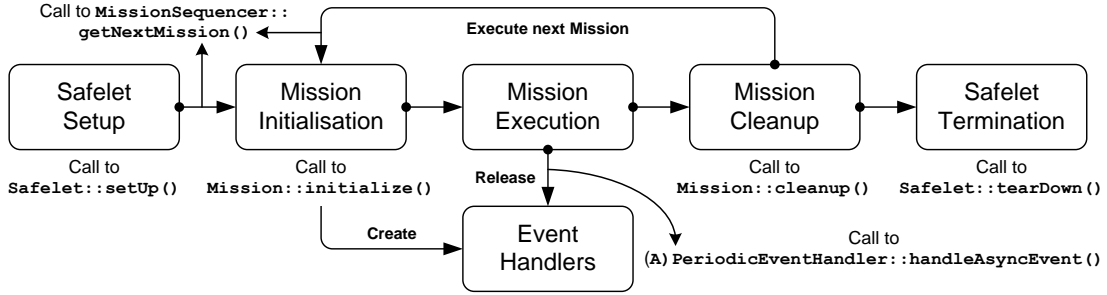 Call to MissionSequencer::
getNextMission()
Execute next Mission
Safelet
Setup
Mission
Initialisation
Mission
Execution
Mission
Cleanup
Safelet
Termination
Call to
Safelet::setUp()
Call to
Mission::initialize()
Release
Call to
Mission::cleanup()
Call to
Safelet::tearDown()
Create
Event
Handlers
Call to
(A)PeriodicEventHandler::handleAsyncEvent()